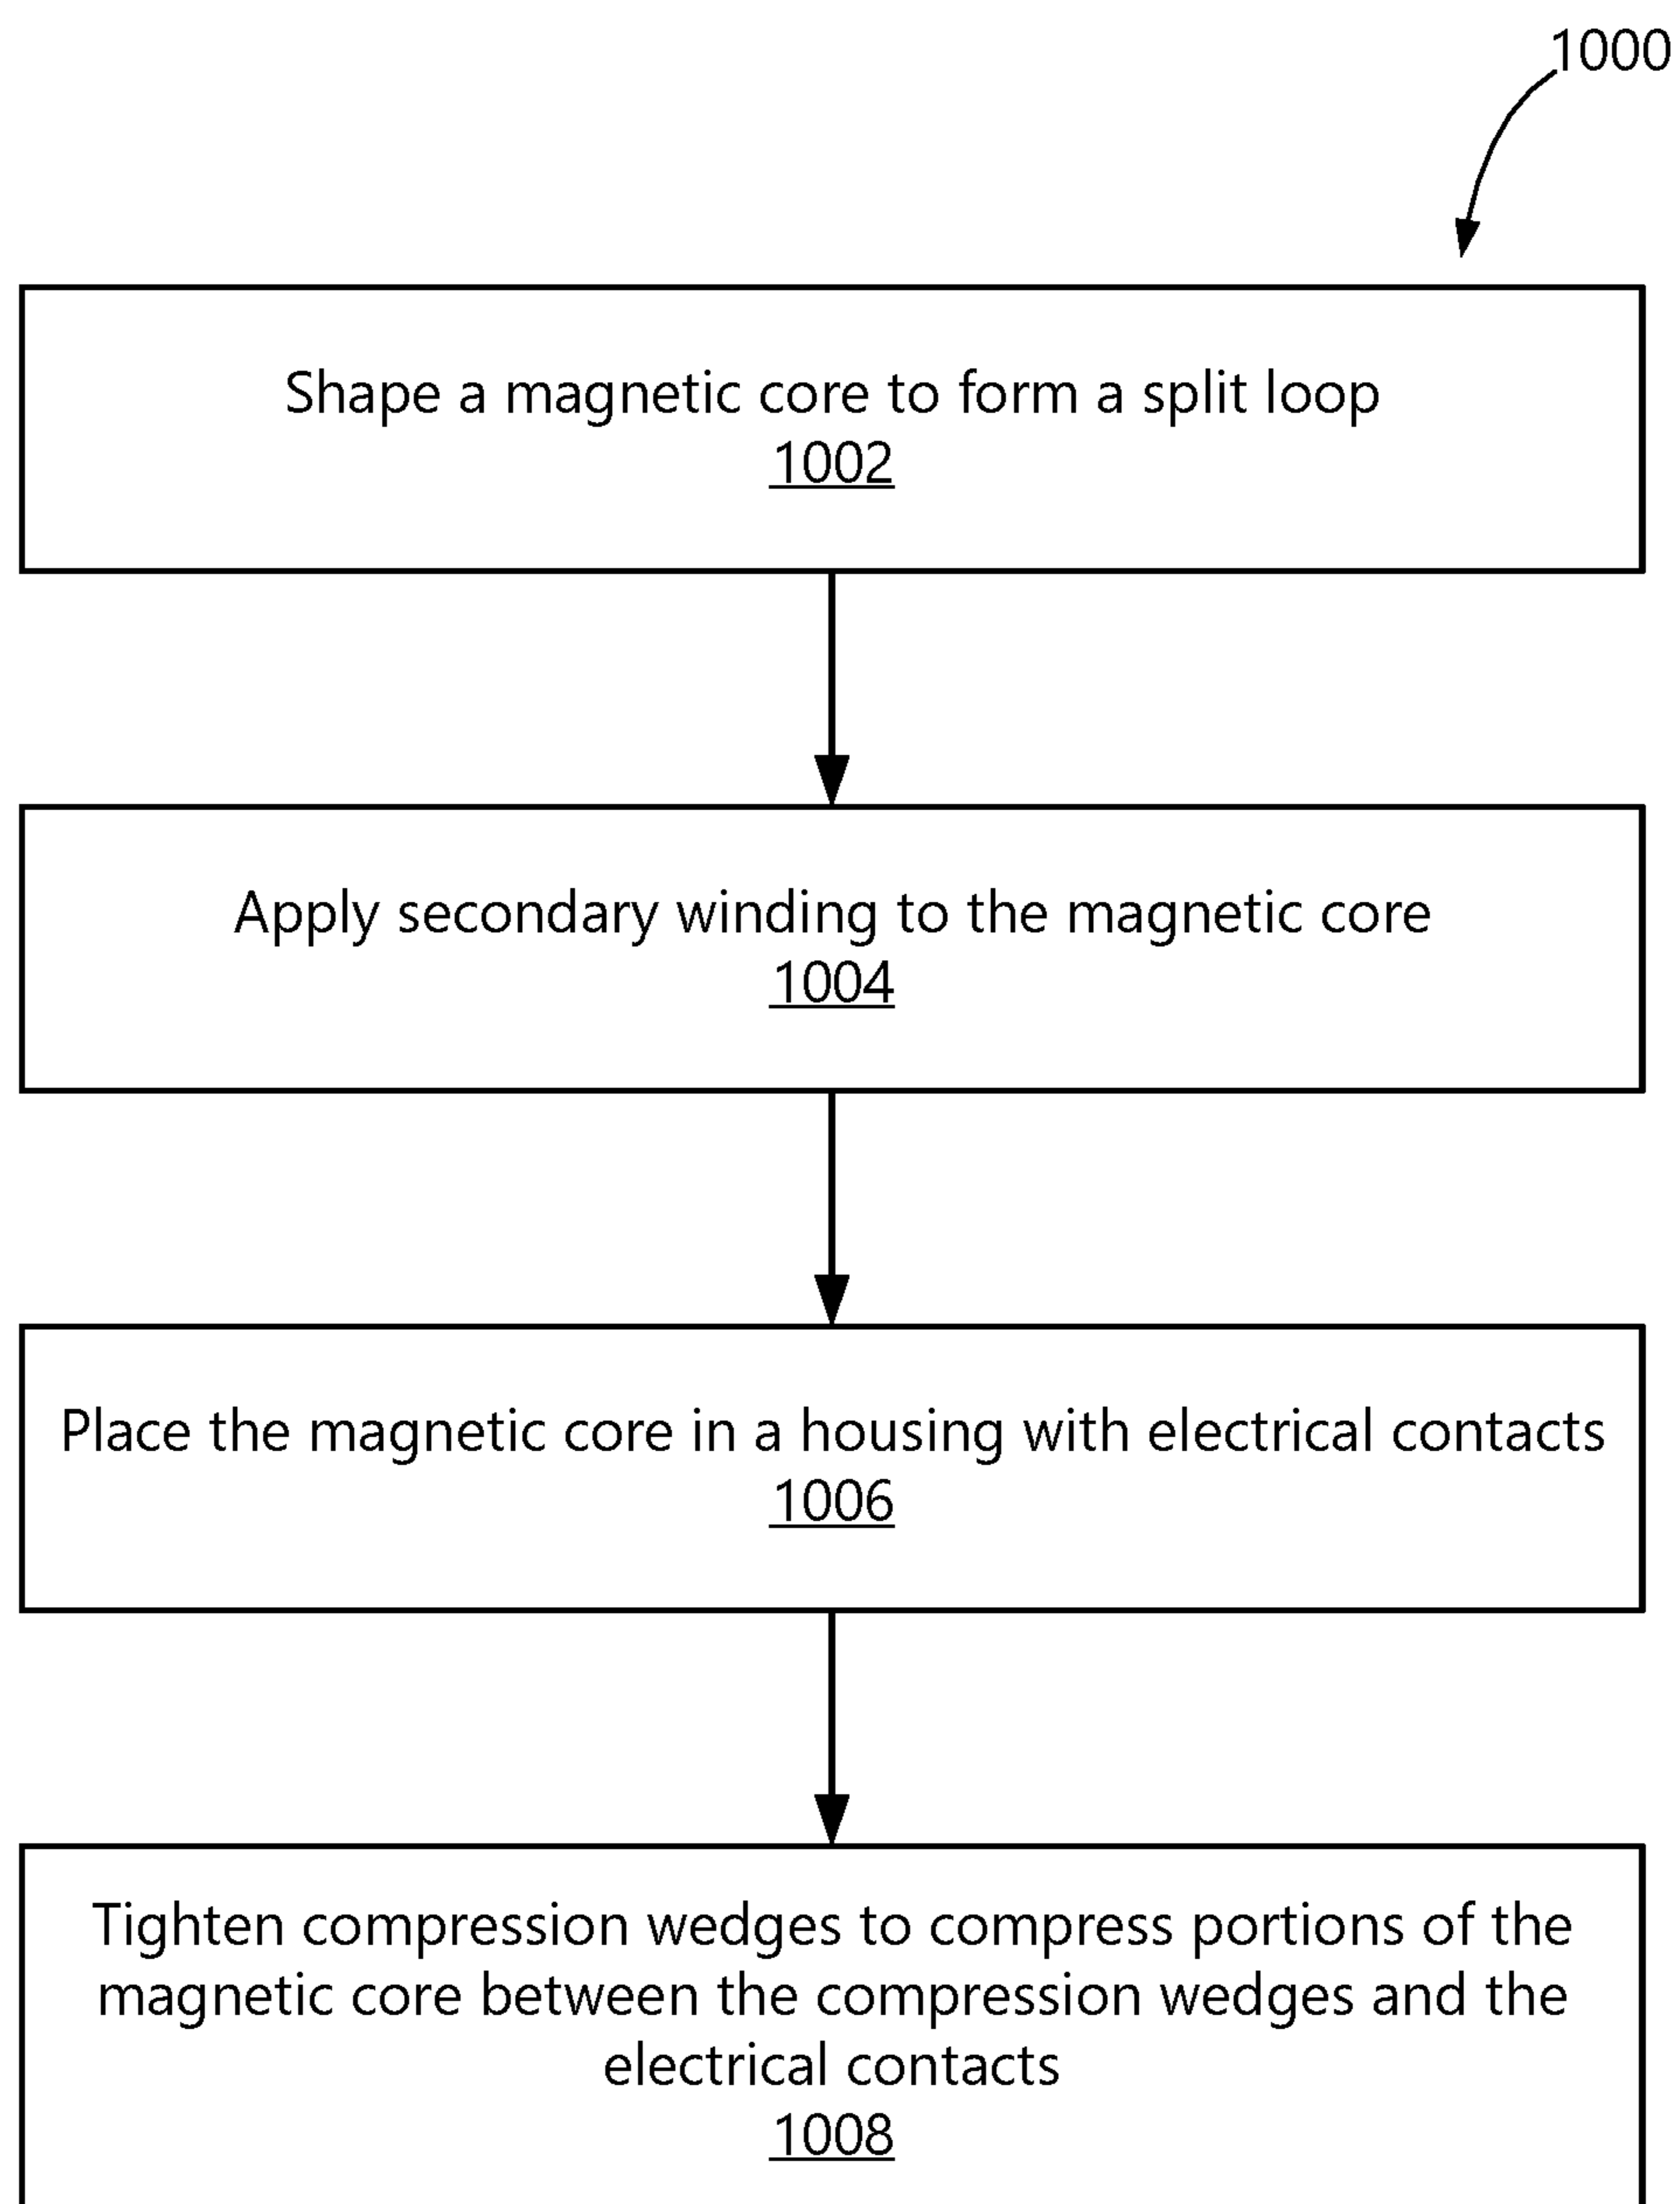 1000
Shape a magnetic core to form a split loop
1002
Apply secondary winding to the magnetic core
1004
Place the magnetic core in a housing with electrical contacts
1006
Tighten compression wedges to compress portions of the
magnetic core between the compression wedges and the
electrical contacts
1008